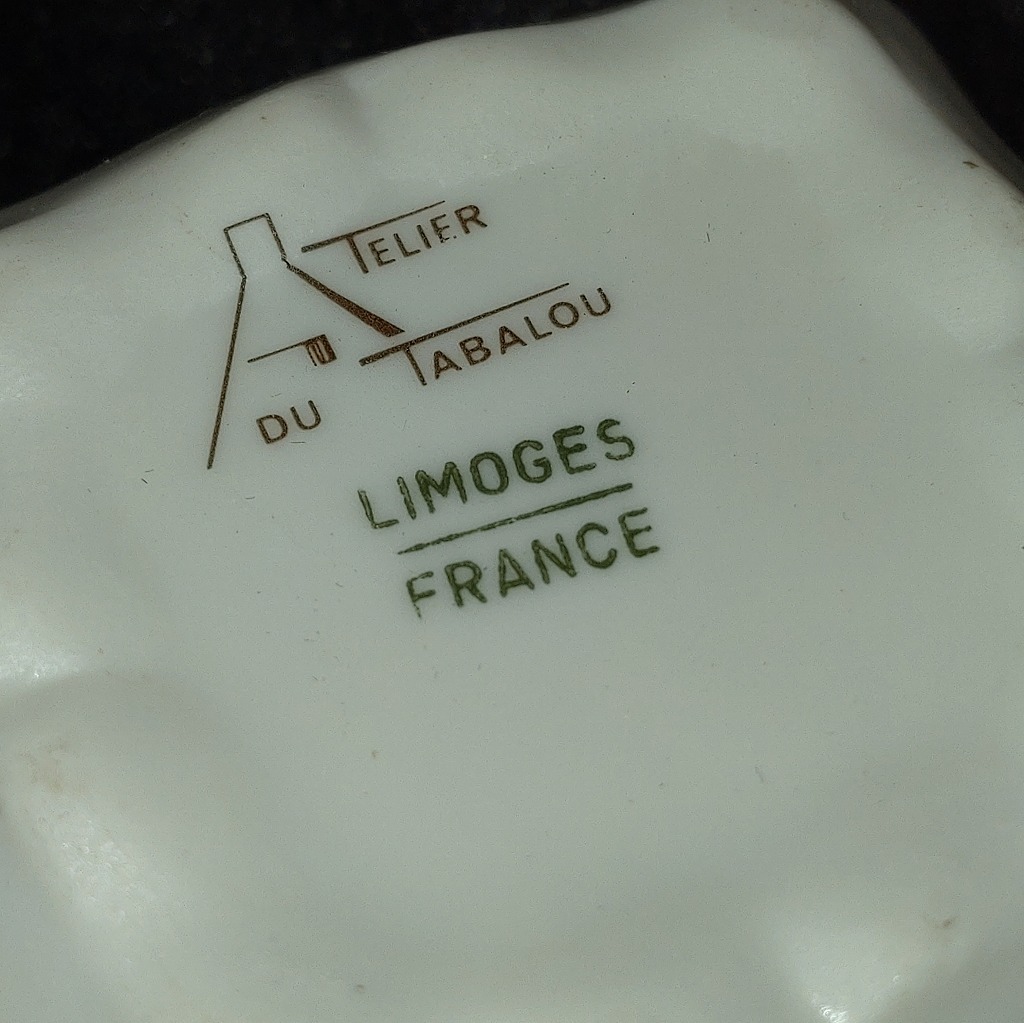 ATELIER
DU TABALOU
LIMOGES
FRANCE